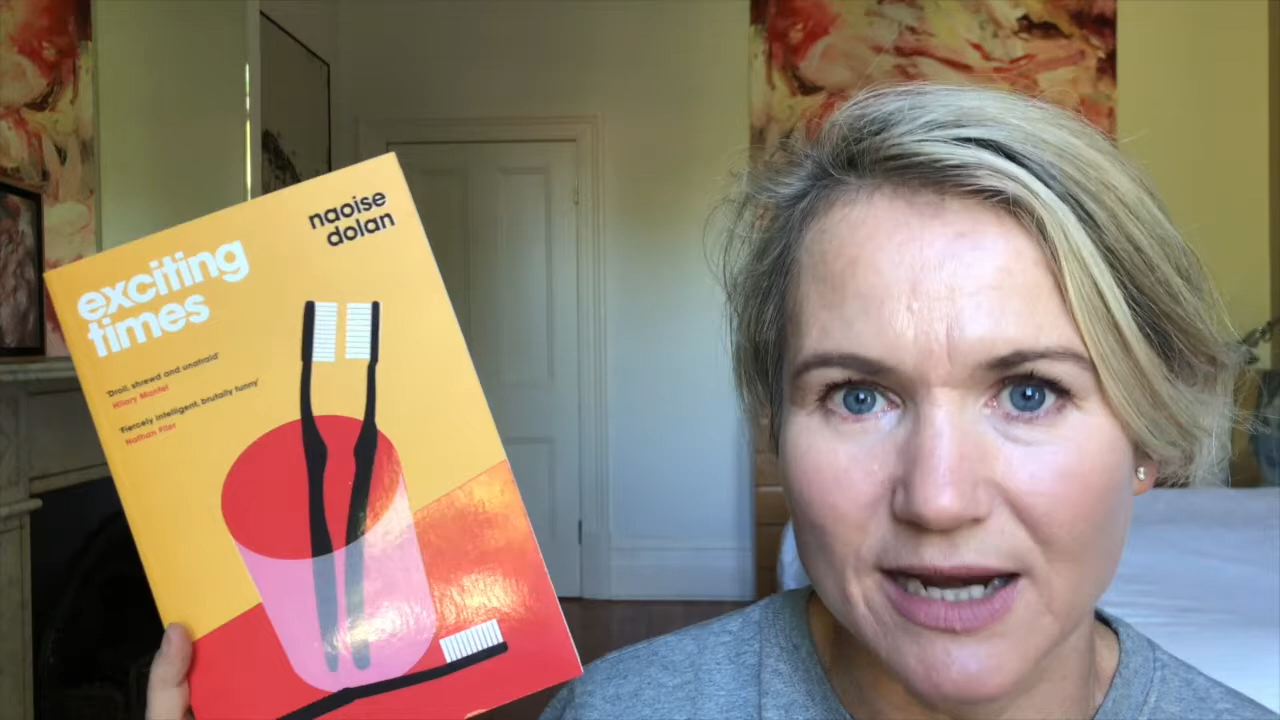 naoise
dolan
exciting
times
'Droll, shrewd and unafraid'
Hilary Mantel
'Fiercely intelligent, brutally funny'
Nathan Filer